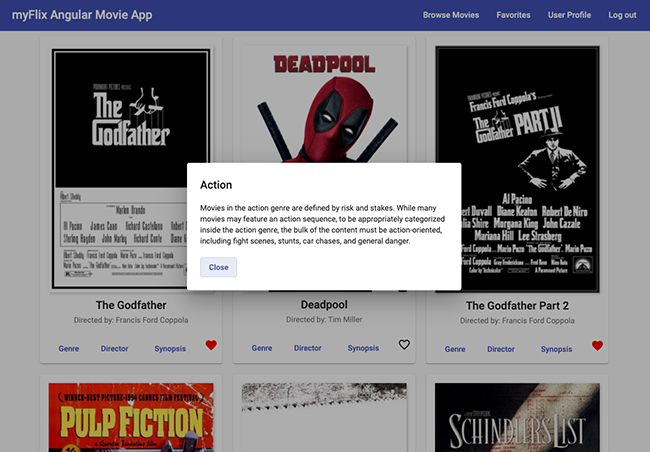 myFlix Angular Movie App
Browse Movies Favorites User Profile Log out
The Godfather
DEADPOOL
Francis Ford Coppola's
The Godfather PART II
Action
Movies in the action genre are defined by risk and stakes. While many
movies may feature an action sequence, to be appropriately categorized
inside the action genre, the bulk of the content must be action-oriented,
including fight scenes, stunts, car chases, and general danger.
Close
Marlon Brando
Al Pacino James Caan Richard Castellano Robert
Sterling Hayden John Marley Richard Conte
Al Pacino
Robert Duvall Diane Keaton Robert De Niro
Talia Shire Morgana King John Cazale
Mariana Hill Lee Strasberg
The Godfather
Directed by: Francis Ford Coppola
Genre Director Synopsis
Deadpool
Directed by: Tim Miller
Genre Director Synopsis
The Godfather Part 2
Directed by: Francis Ford Coppola
Genre Director Synopsis
WINNER-BEST PICTURE-1994 CANNES FILM FESTIVAL
PULP FICTION
a Quentin Tarantino film
SCHINDLER'S LIST